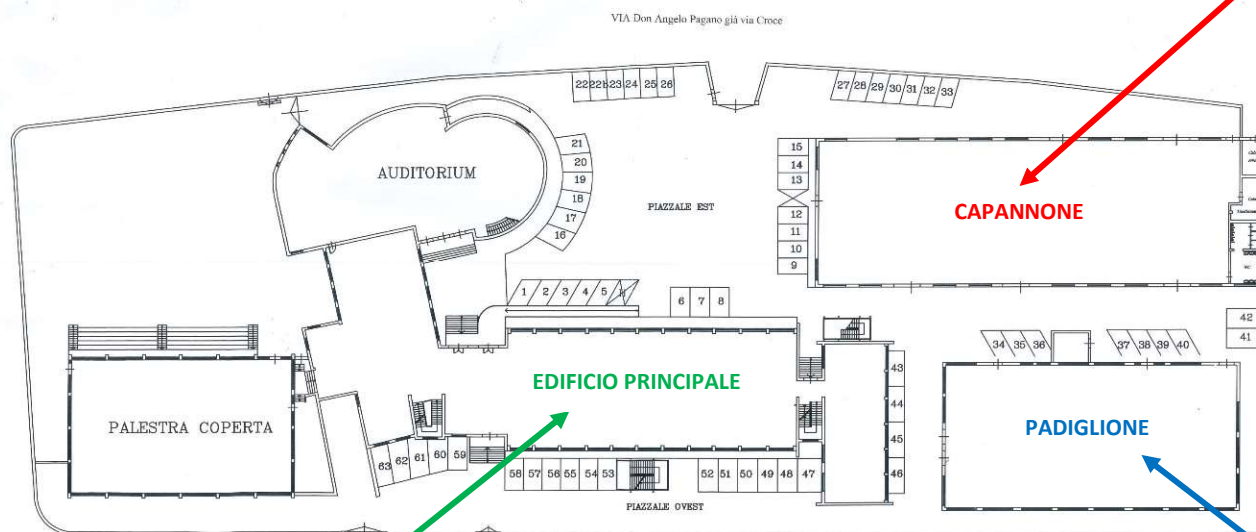 VIA Don Angelo Pagano già via Croce
22 22b 23 24 25 26
27 28 29 30 31 32 33
21
20
19
18
17
16
AUDITORIUM
PIAZZALE EST
15
14
13
12
11
10
9
CAPANNONE
1 2 3 4 5
6 7 8
42
41
34 35 36
37 38 39 40
EDIFICIO PRINCIPALE
43
44
45
46
PALESTRA COPERTA
PADIGLIONE
63 62 61 60 59
58 57 56 55 54 53
52 51 50 49 48 47
PIAZZALE OVEST